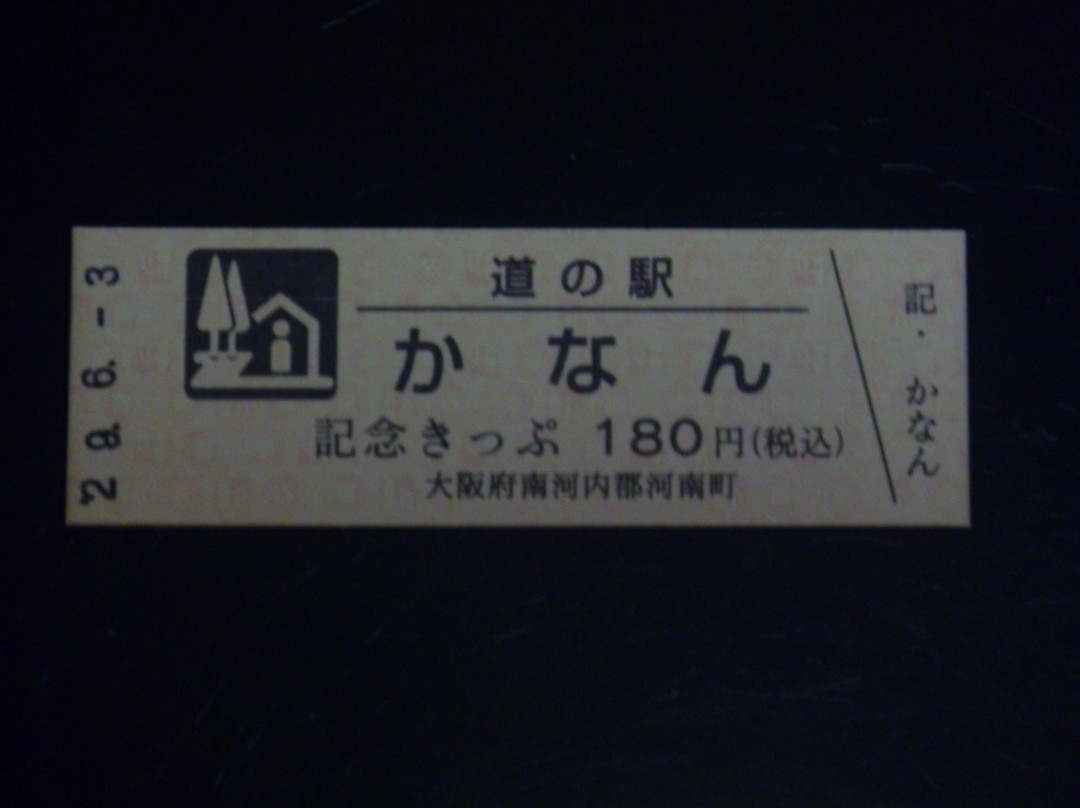 29. 6. -3
道の駅
かなん
記念きっぷ 180円(税込)
大阪府南河内郡河南町
記・かなん